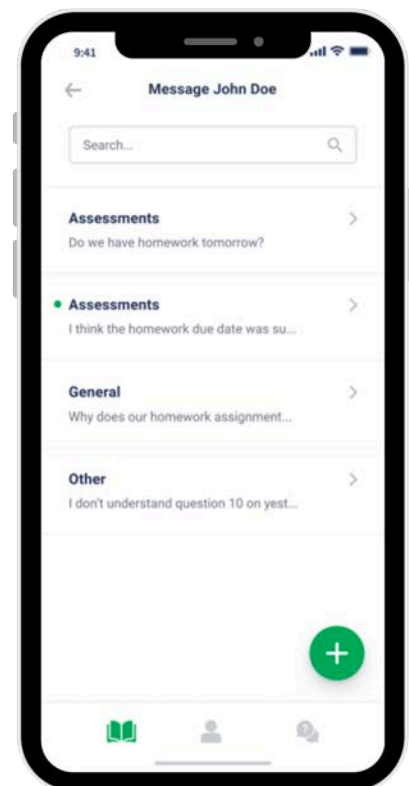 9:41
Message John Doe
Search...
Assessments
Do we have homework tomorrow?
Assessments
I think the homework due date was su...
General
Why does our homework assignment...
Other
I don't understand question 10 on yest...